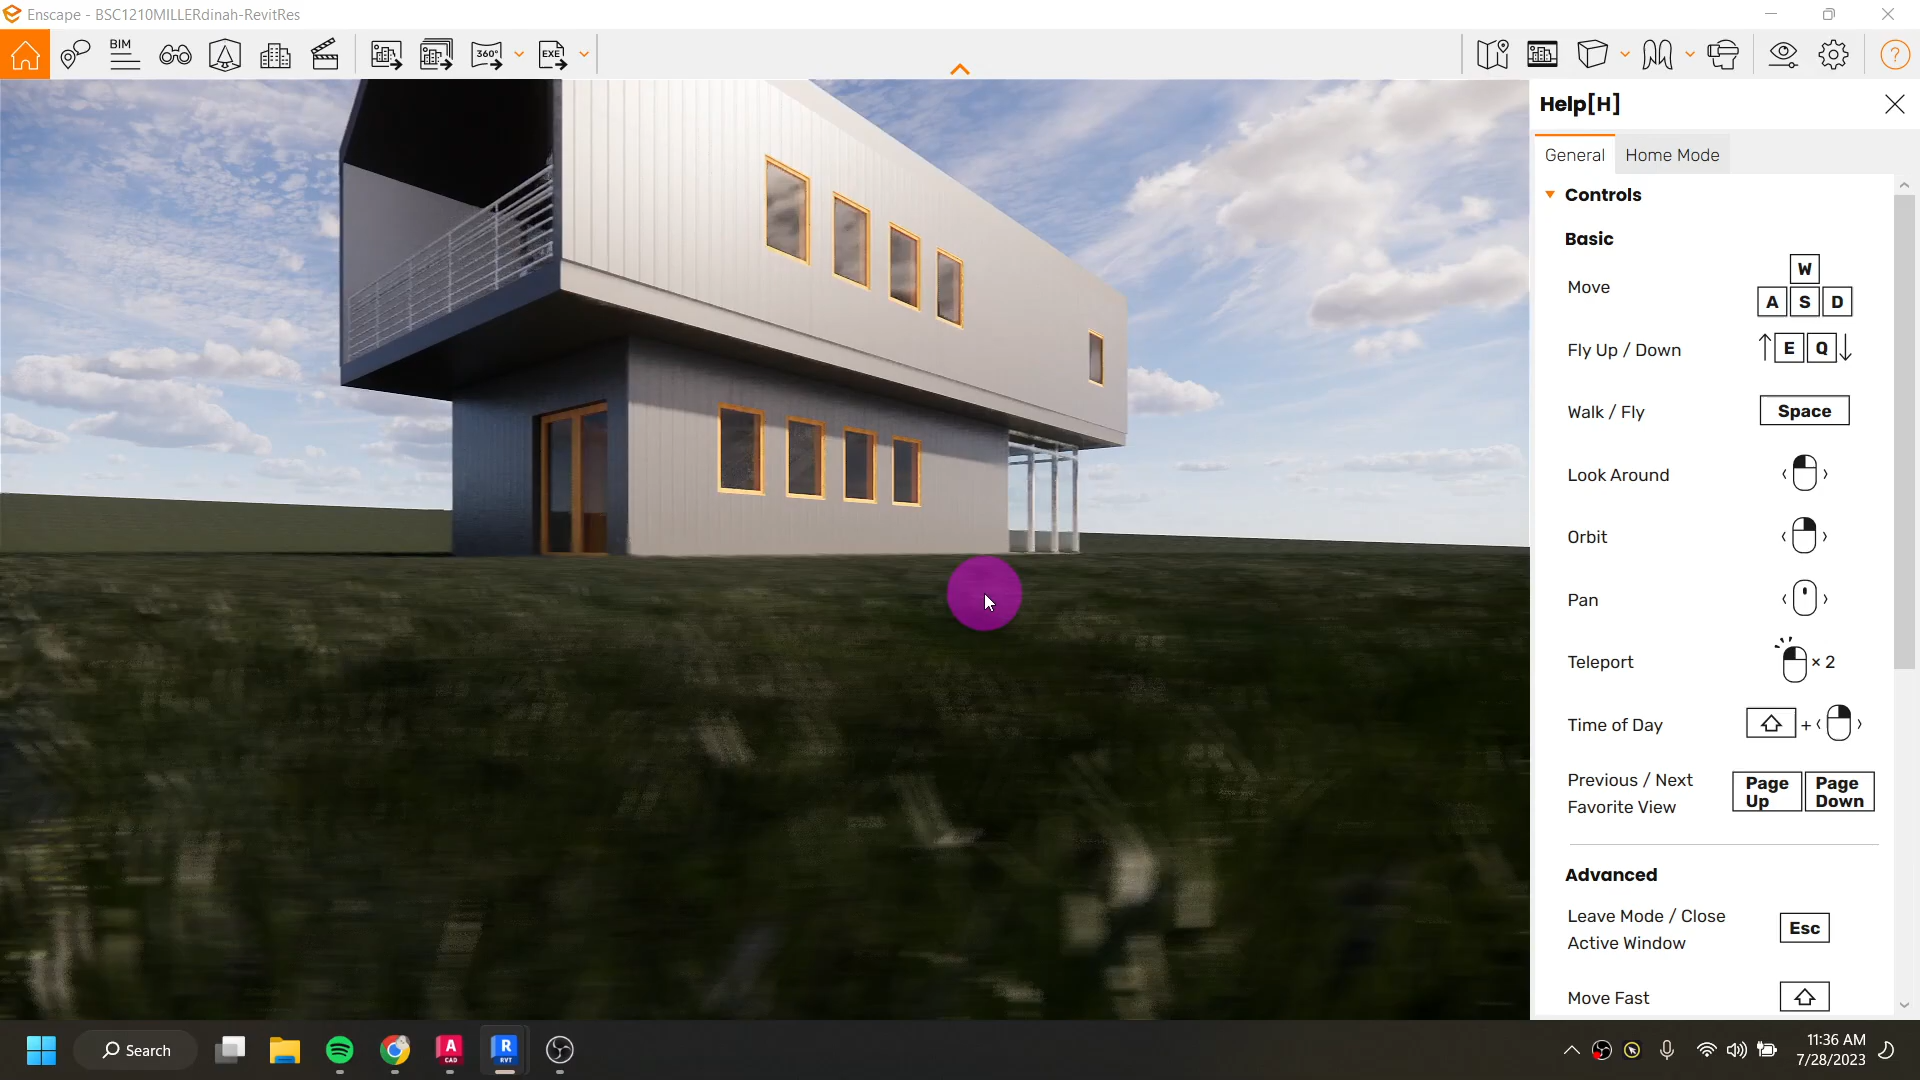 Enscape - BSC1210MILLERdinah-RevitRes
BIM
360°
EXE
?
Help[H]
General
Home Mode
Controls
Basic
Move
W
A
S
D
Fly Up / Down
E
Q
Walk / Fly
Space
Look Around
Orbit
Pan
Teleport
× 2
Time of Day
+
Previous / Next
Favorite View
Page
Up
Page
Down
Advanced
Leave Mode / Close
Active Window
Esc
Move Fast
Search
A
CAD
R
RVT
11:36 AM
7/28/2023